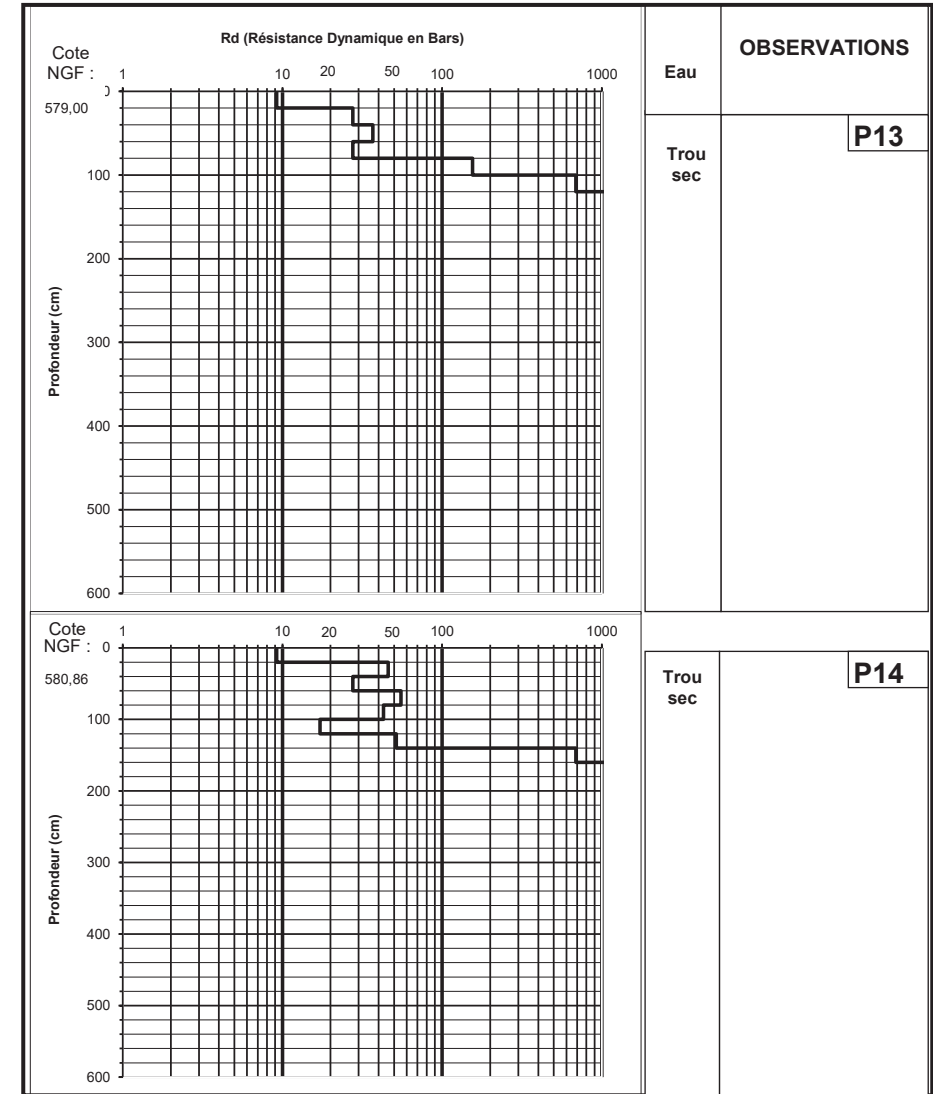 Rd (Résistance Dynamique en Bars)
Cote
NGF :
1 10 20 50 100 1000
Eau
OBSERVATIONS
579,00
0
100
200
300
400
500
600
Profondeur (cm)
Trou
sec
P13
Cote
NGF :
1 10 20 50 100 1000
580,86
0
100
200
300
400
500
600
Profondeur (cm)
Trou
sec
P14